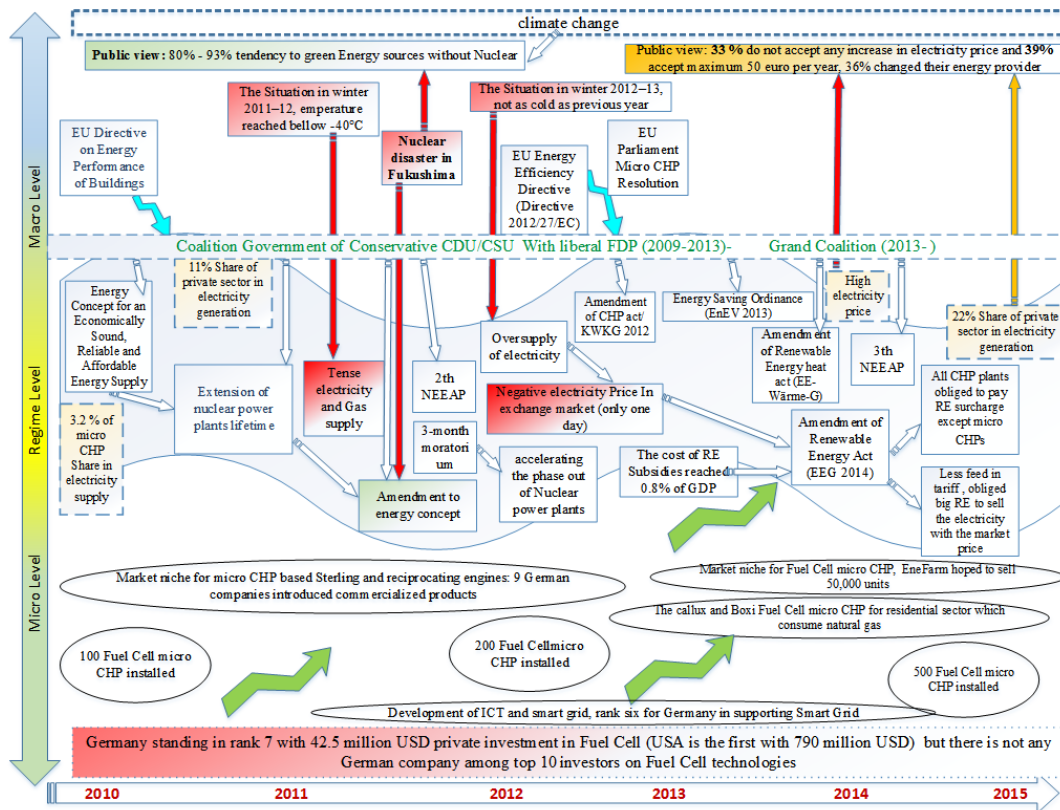 climate change
Public view: 80% - 93% tendency to green Energy sources without Nuclear
Public view: 33 % do not accept any increase in electricity price and 39%
accept maximum 50 euro per year, 36% changed their energy provider
The Situation in winter
2011–12, emperature
reached bellow -40°C
The Situation in winter 2012–13,
not as cold as previous
year
EU Directive
on Energy
Performance
of Buildings
Nuclear
disaster in
Fukushima
EU Energy
Efficiency
Directive
(Directive
2012/27/EC)
EU
Parliament
Micro CHP
Resolution
Macro Level
Coalition Government of Conservative CDU/CSU With liberal FDP (2009-2013)- Grand Coalition (2013- )
Energy
Concept for an
Economically
Sound,
Reliable and
Affordable
Energy Supply
11% Share of
private sector in
electricity
generation
Amendment
of CHP act/
KWKG 2012
Energy Saving Ordinance
(EnEV 2013)
High
electricity
price
22% Share of private
sector in electricity
generation
Oversupply
of electricity
Amendment
of Renewable
Energy heat
act (EE-
Wärme-G)
3th
NEEAP
Regime Level
Extension of
nuclear power
plants lifetime
Tense
electricity
and Gas
supply
2th
NEEAP
Negative electricity Price In
exchange market (only one
day)
All CHP plants
obliged to pay
RE surcharge
except micro
CHPs
3.2 % of
micro CHP
Share in
electricity
supply
3-month
morator
ium
accelerating
the phase out
of Nuclear
power plants
The cost of RE
Subsidies reached
0.8% of GDP
Amendment of
Renewable
Energy Act
(EEG 2014)
Amendment to
energy concept
Less feed in
tariff , obliged
big RE to sell
the electricity
with the market
price
Micro Level
Market niche for micro CHP based Sterling and reciprocating engines: 9 German
companies introduced commercialized products
Market niche for Fuel Cell micro CHP, EneFarm hoped to sell
50,000 units
The callux and Boxi Fuel Cell micro CHP for residential sector which
consume natural gas
100 Fuel Cell micro
CHP installed
200 Fuel Cellmicro
CHP installed
500 Fuel Cell micro
CHP installed
Development of ICT and smart grid, rank six for Germany in supporting Smart Grid
Germany standing in rank 7 with 42.5 million USD private investment in Fuel Cell (USA is the first with 790 million USD) but there is not any
German company among top 10 investors on Fuel Cell technologies
2010 2011 2012 2013 2014 2015